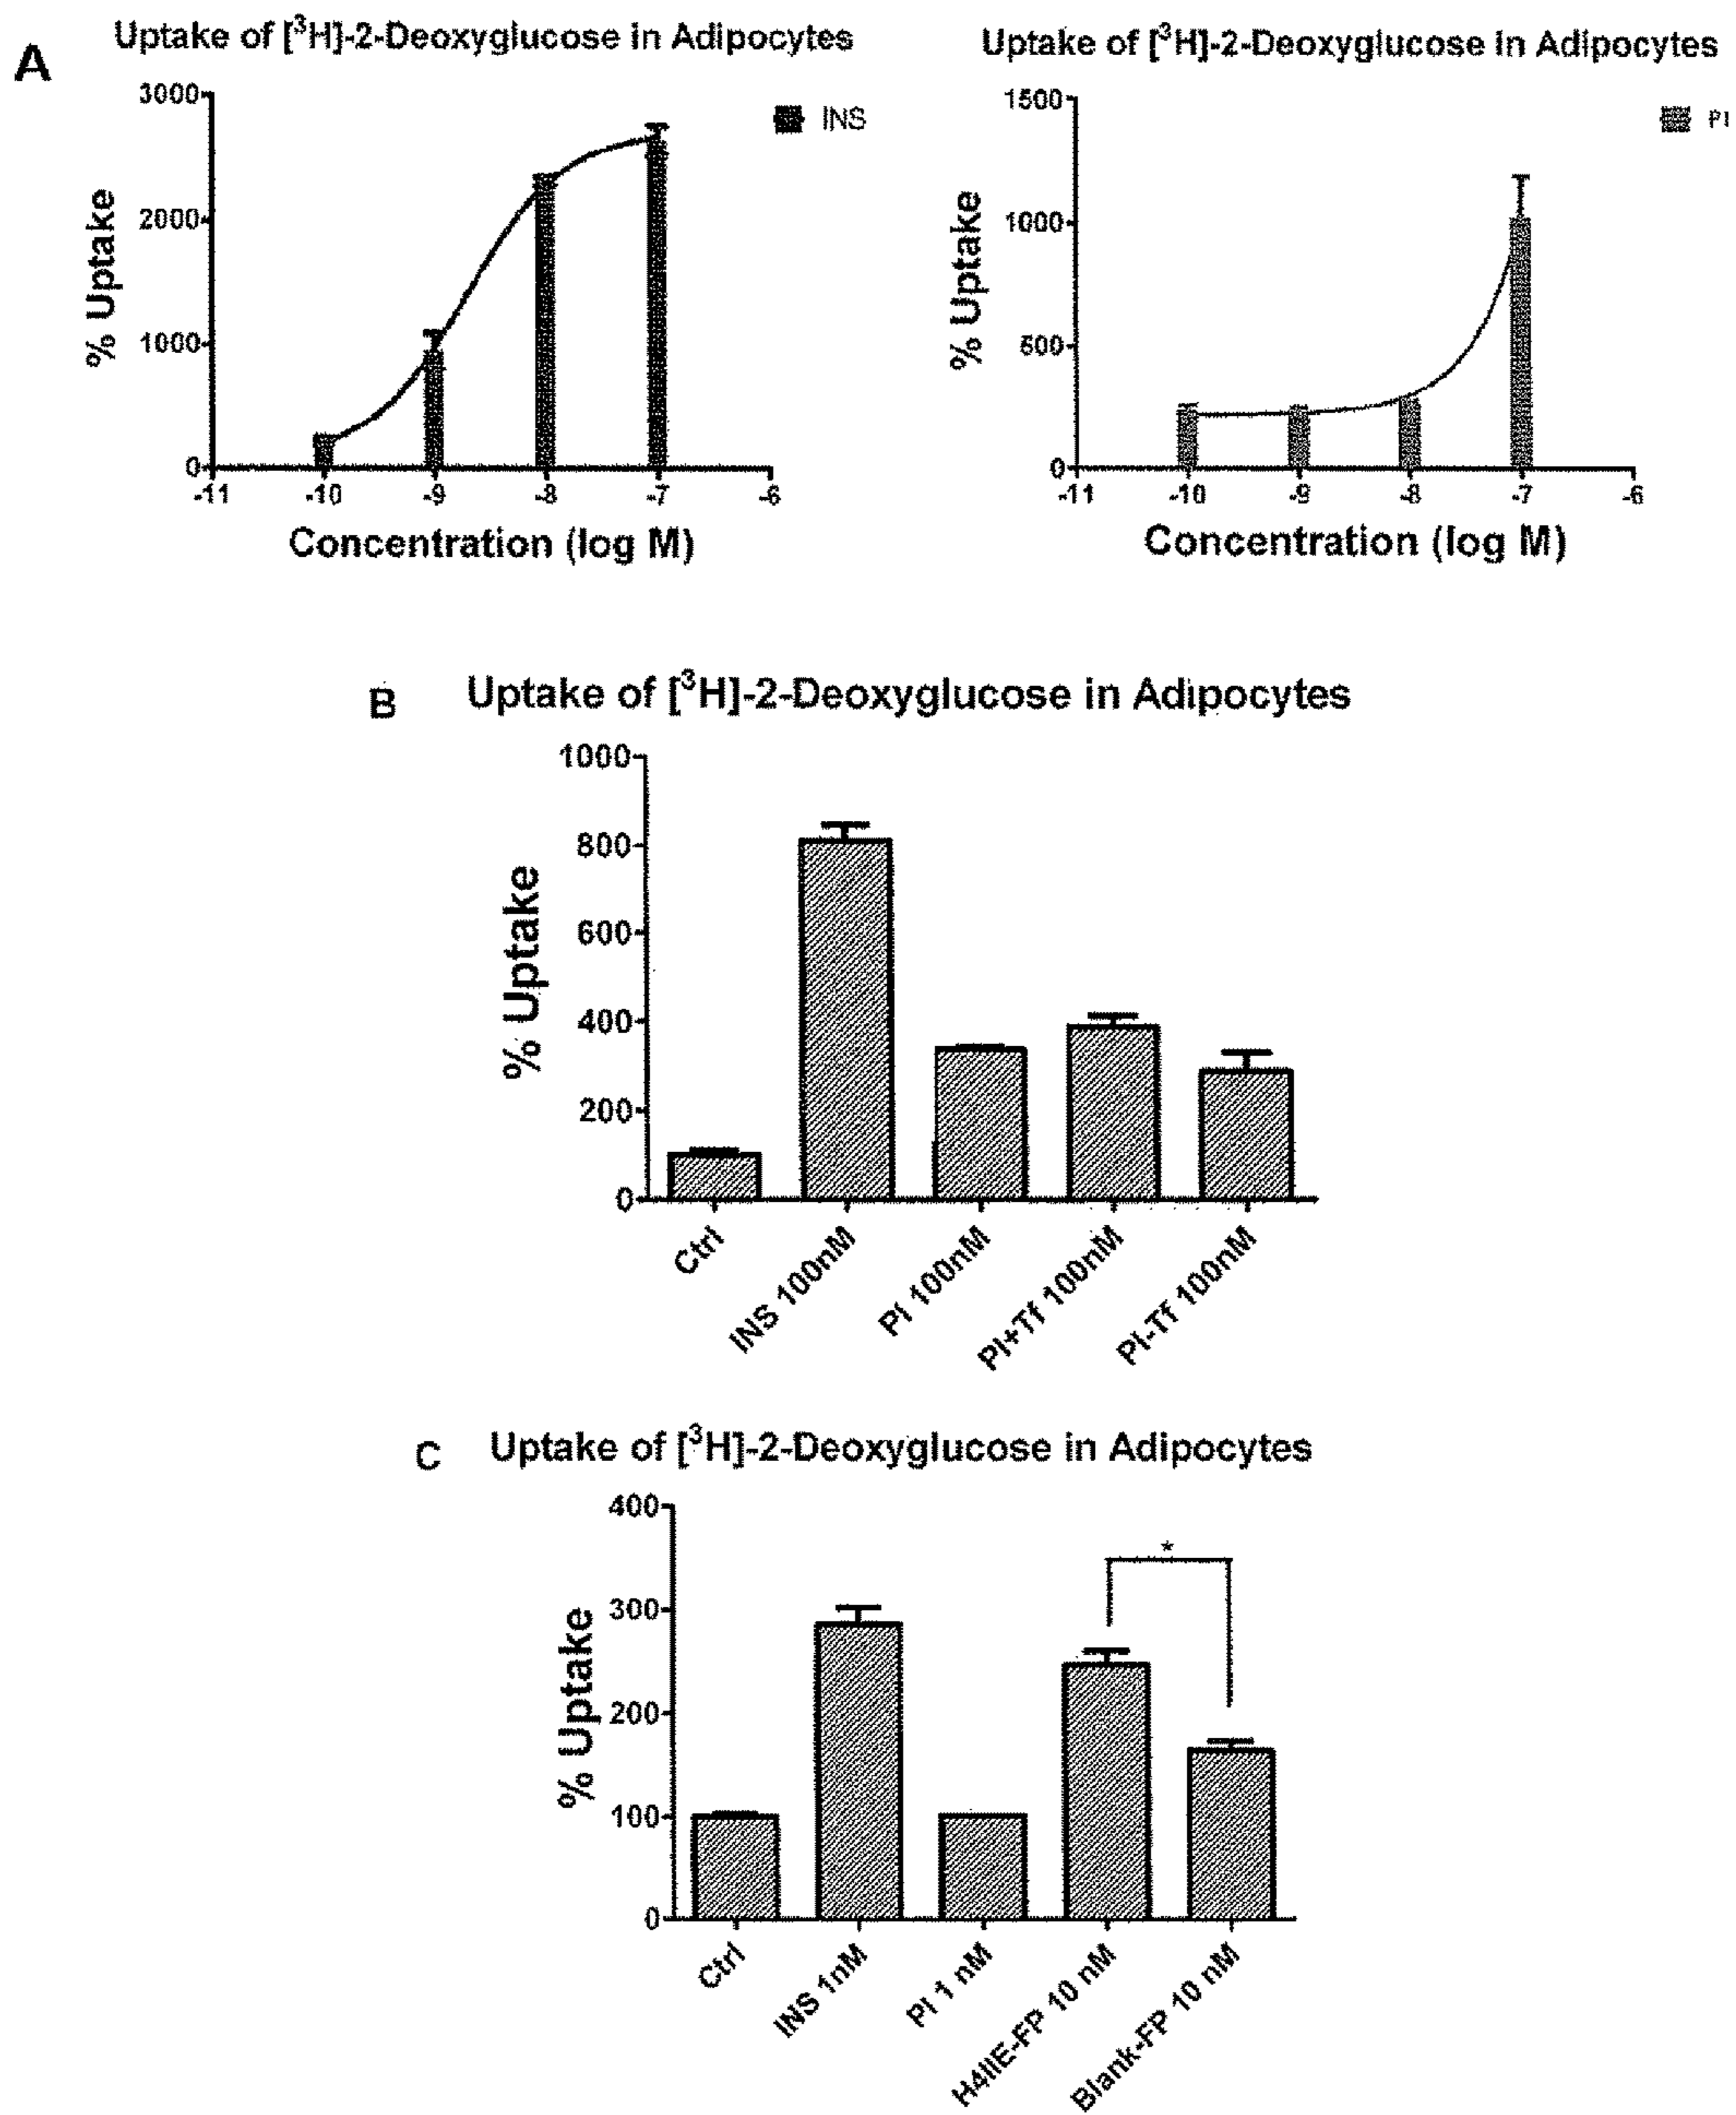 A
Uptake of [³H]-2-Deoxyglucose in Adipocytes
INS
% Uptake
3000
2000
1000
0
-11 -10 -9 -8 -7 -6
Concentration (log M)
Uptake of [³H]-2-Deoxyglucose in Adipocytes
PI
% Uptake
1500
1000
500
0
-11 -10 -9 -8 -7 -6
Concentration (log M)
B
Uptake of [³H]-2-Deoxyglucose in Adipocytes
% Uptake
1000
800
600
400
200
0
Ctrl
INS 100nM
PI 100nM
PI+Tf 100nM
PI-Tf 100nM
C
Uptake of [³H]-2-Deoxyglucose in Adipocytes
% Uptake
400
300
200
100
0
*
Ctrl
INS 1nM
PI 1 nM
H4IIE-FP 10 nM
Blank-FP 10 nM